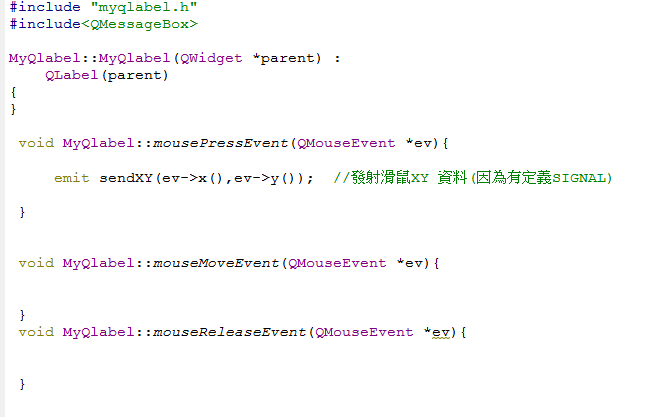 #include "myqlabel.h"
#include<QMessageBox>
MyQlabel::MyQlabel(QWidget *parent) :
    QLabel(parent)
{
}
 void MyQlabel::mousePressEvent(QMouseEvent *ev){
     emit sendXY(ev->x(),ev->y());  //發射滑鼠XY 資料(因為有定義SIGNAL)
 }
 void MyQlabel::mouseMoveEvent(QMouseEvent *ev){
 }
 void MyQlabel::mouseReleaseEvent(QMouseEvent *ev){
 }